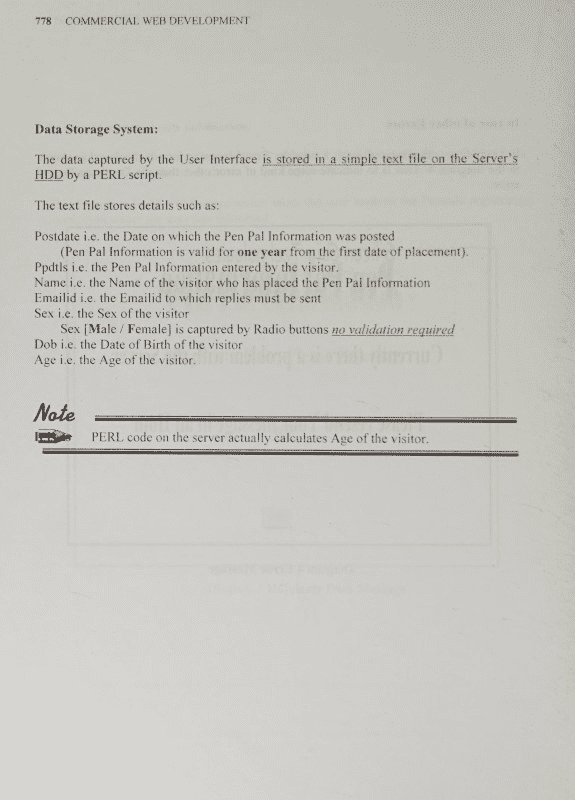 778 COMMERCIAL WEB DEVELOPMENT
Data Storage System:
The data captured by the User Interface is stored in a simple text file on the Server's
HDD by a PERL script.
The text file stores details such as:
Postdate i.e. the Date on which the Pen Pal Information was posted
(Pen Pal Information is valid for one year from the first date of placement).
Ppdtls i.e. the Pen Pal Information entered by the visitor.
Name i.e. the Name of the visitor who has placed the Pen Pal Information
Emailid i.e. the Emailid to which replies must be sent
Sex i.e. the Sex of the visitor
Sex [Male / Female] is captured by Radio buttons no validation required
Dob i.e. the Date of Birth of the visitor
Age i.e. the Age of the visitor.
Note
PERL code on the server actually calculates Age of the visitor.